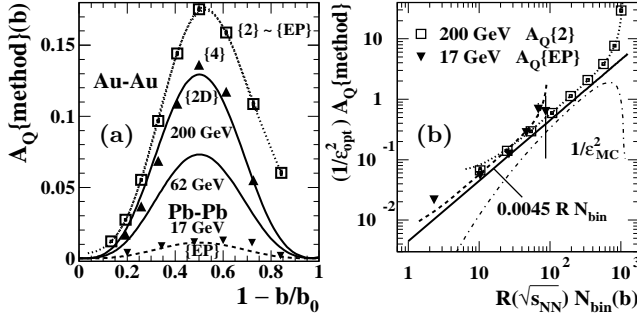 A_Q{method}(b)
0.15
0.1
0.05
0
Au-Au
(a)
{2} ~ {EP}
{4}
{2D}
200 GeV
62 GeV
Pb-Pb
17 GeV
{EP}
0 0.2 0.4 0.6 0.8 1
1 − b/b₀
(1/ε²_opt) A_Q{method}
10
1
10⁻¹
10⁻²
200 GeV A_Q{2}
17 GeV A_Q{EP}
(b)
1/ε²_MC
0.0045 R N_bin
1 10 10² 10³
R(√s_NN) N_bin(b)